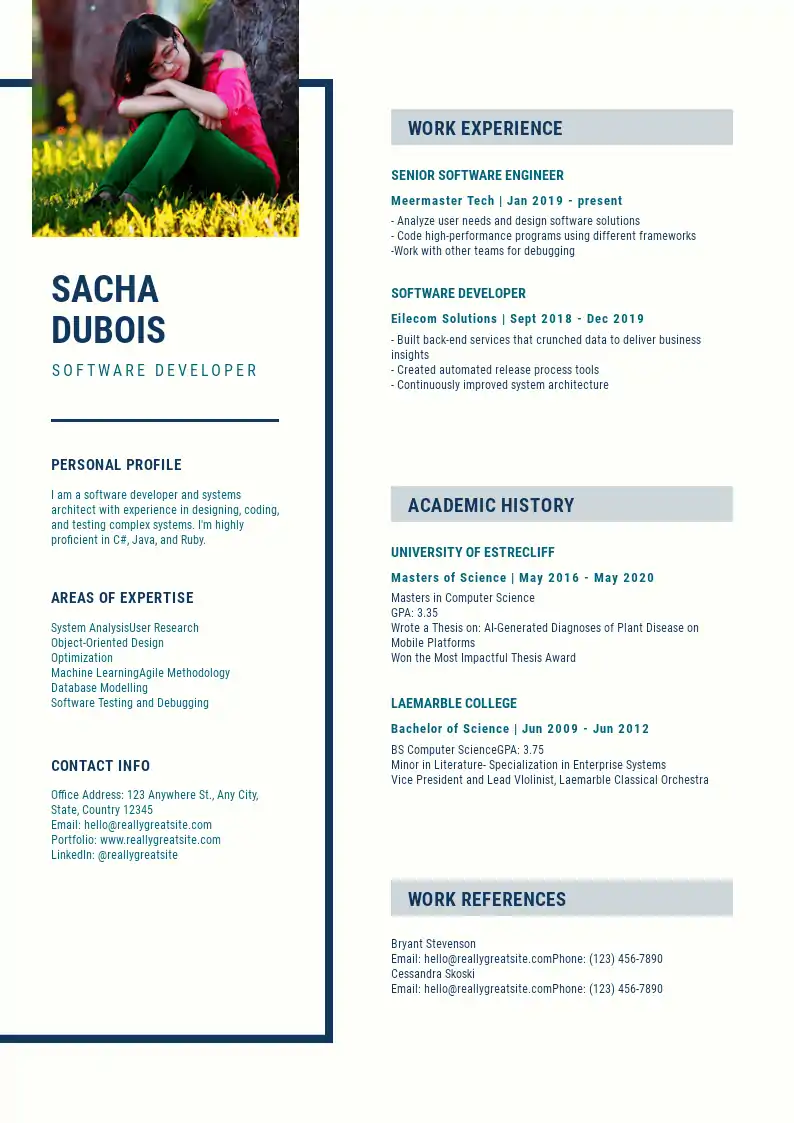 SACHA
DUBOIS
SOFTWARE DEVELOPER
PERSONAL PROFILE
I am a software developer and systems
architect with experience in designing, coding,
and testing complex systems. I'm highly
proficient in C#, Java, and Ruby.
AREAS OF EXPERTISE
System AnalysisUser Research
Object-Oriented Design
Optimization
Machine LearningAgile Methodology
Database Modelling
Software Testing and Debugging
CONTACT INFO
Office Address: 123 Anywhere St., Any City,
State, Country 12345
Email: hello@reallygreatsite.com
Portfolio: www.reallygreatsite.com
LinkedIn: @reallygreatsite
WORK EXPERIENCE
SENIOR SOFTWARE ENGINEER
Meermaster Tech | Jan 2019 - present
- Analyze user needs and design software solutions
- Code high-performance programs using different frameworks
-Work with other teams for debugging
SOFTWARE DEVELOPER
Eilecom Solutions | Sept 2018 - Dec 2019
- Built back-end services that crunched data to deliver business
insights
- Created automated release process tools
- Continuously improved system architecture
ACADEMIC HISTORY
UNIVERSITY OF ESTRECLIFF
Masters of Science | May 2016 - May 2020
Masters in Computer Science
GPA: 3.35
Wrote a Thesis on: AI-Generated Diagnoses of Plant Disease on
Mobile Platforms
Won the Most Impactful Thesis Award
LAEMARBLE COLLEGE
Bachelor of Science | Jun 2009 - Jun 2012
BS Computer ScienceGPA: 3.75
Minor in Literature- Specialization in Enterprise Systems
Vice President and Lead VIolinist, Laemarble Classical Orchestra
WORK REFERENCES
Bryant Stevenson
Email: hello@reallygreatsite.comPhone: (123) 456-7890
Cessandra Skoski
Email: hello@reallygreatsite.comPhone: (123) 456-7890